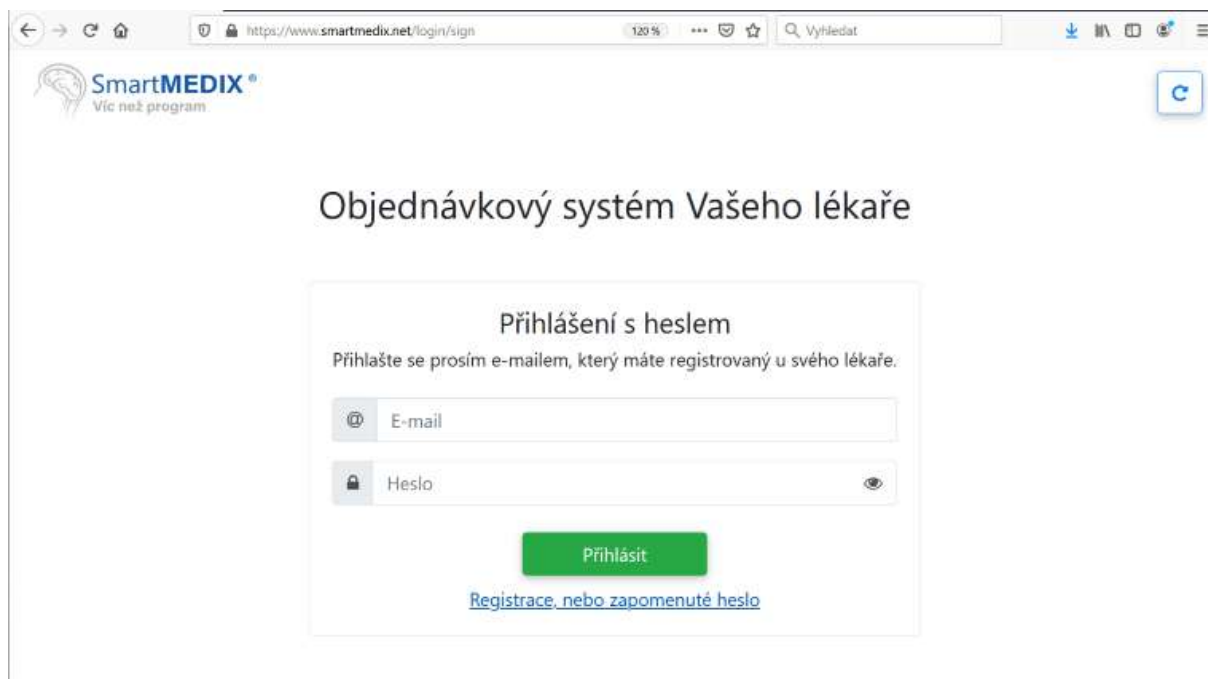 https://www.smartmedix.net/login/sign
120 %
Vyhledat
SmartMEDIX ®
Víc než program
Objednávkový systém Vašeho lékaře
Přihlášení s heslem
Přihlašte se prosím e-mailem, který máte registrovaný u svého lékaře.
@ E-mail
Heslo
Přihlásit
Registrace, nebo zapomenuté heslo